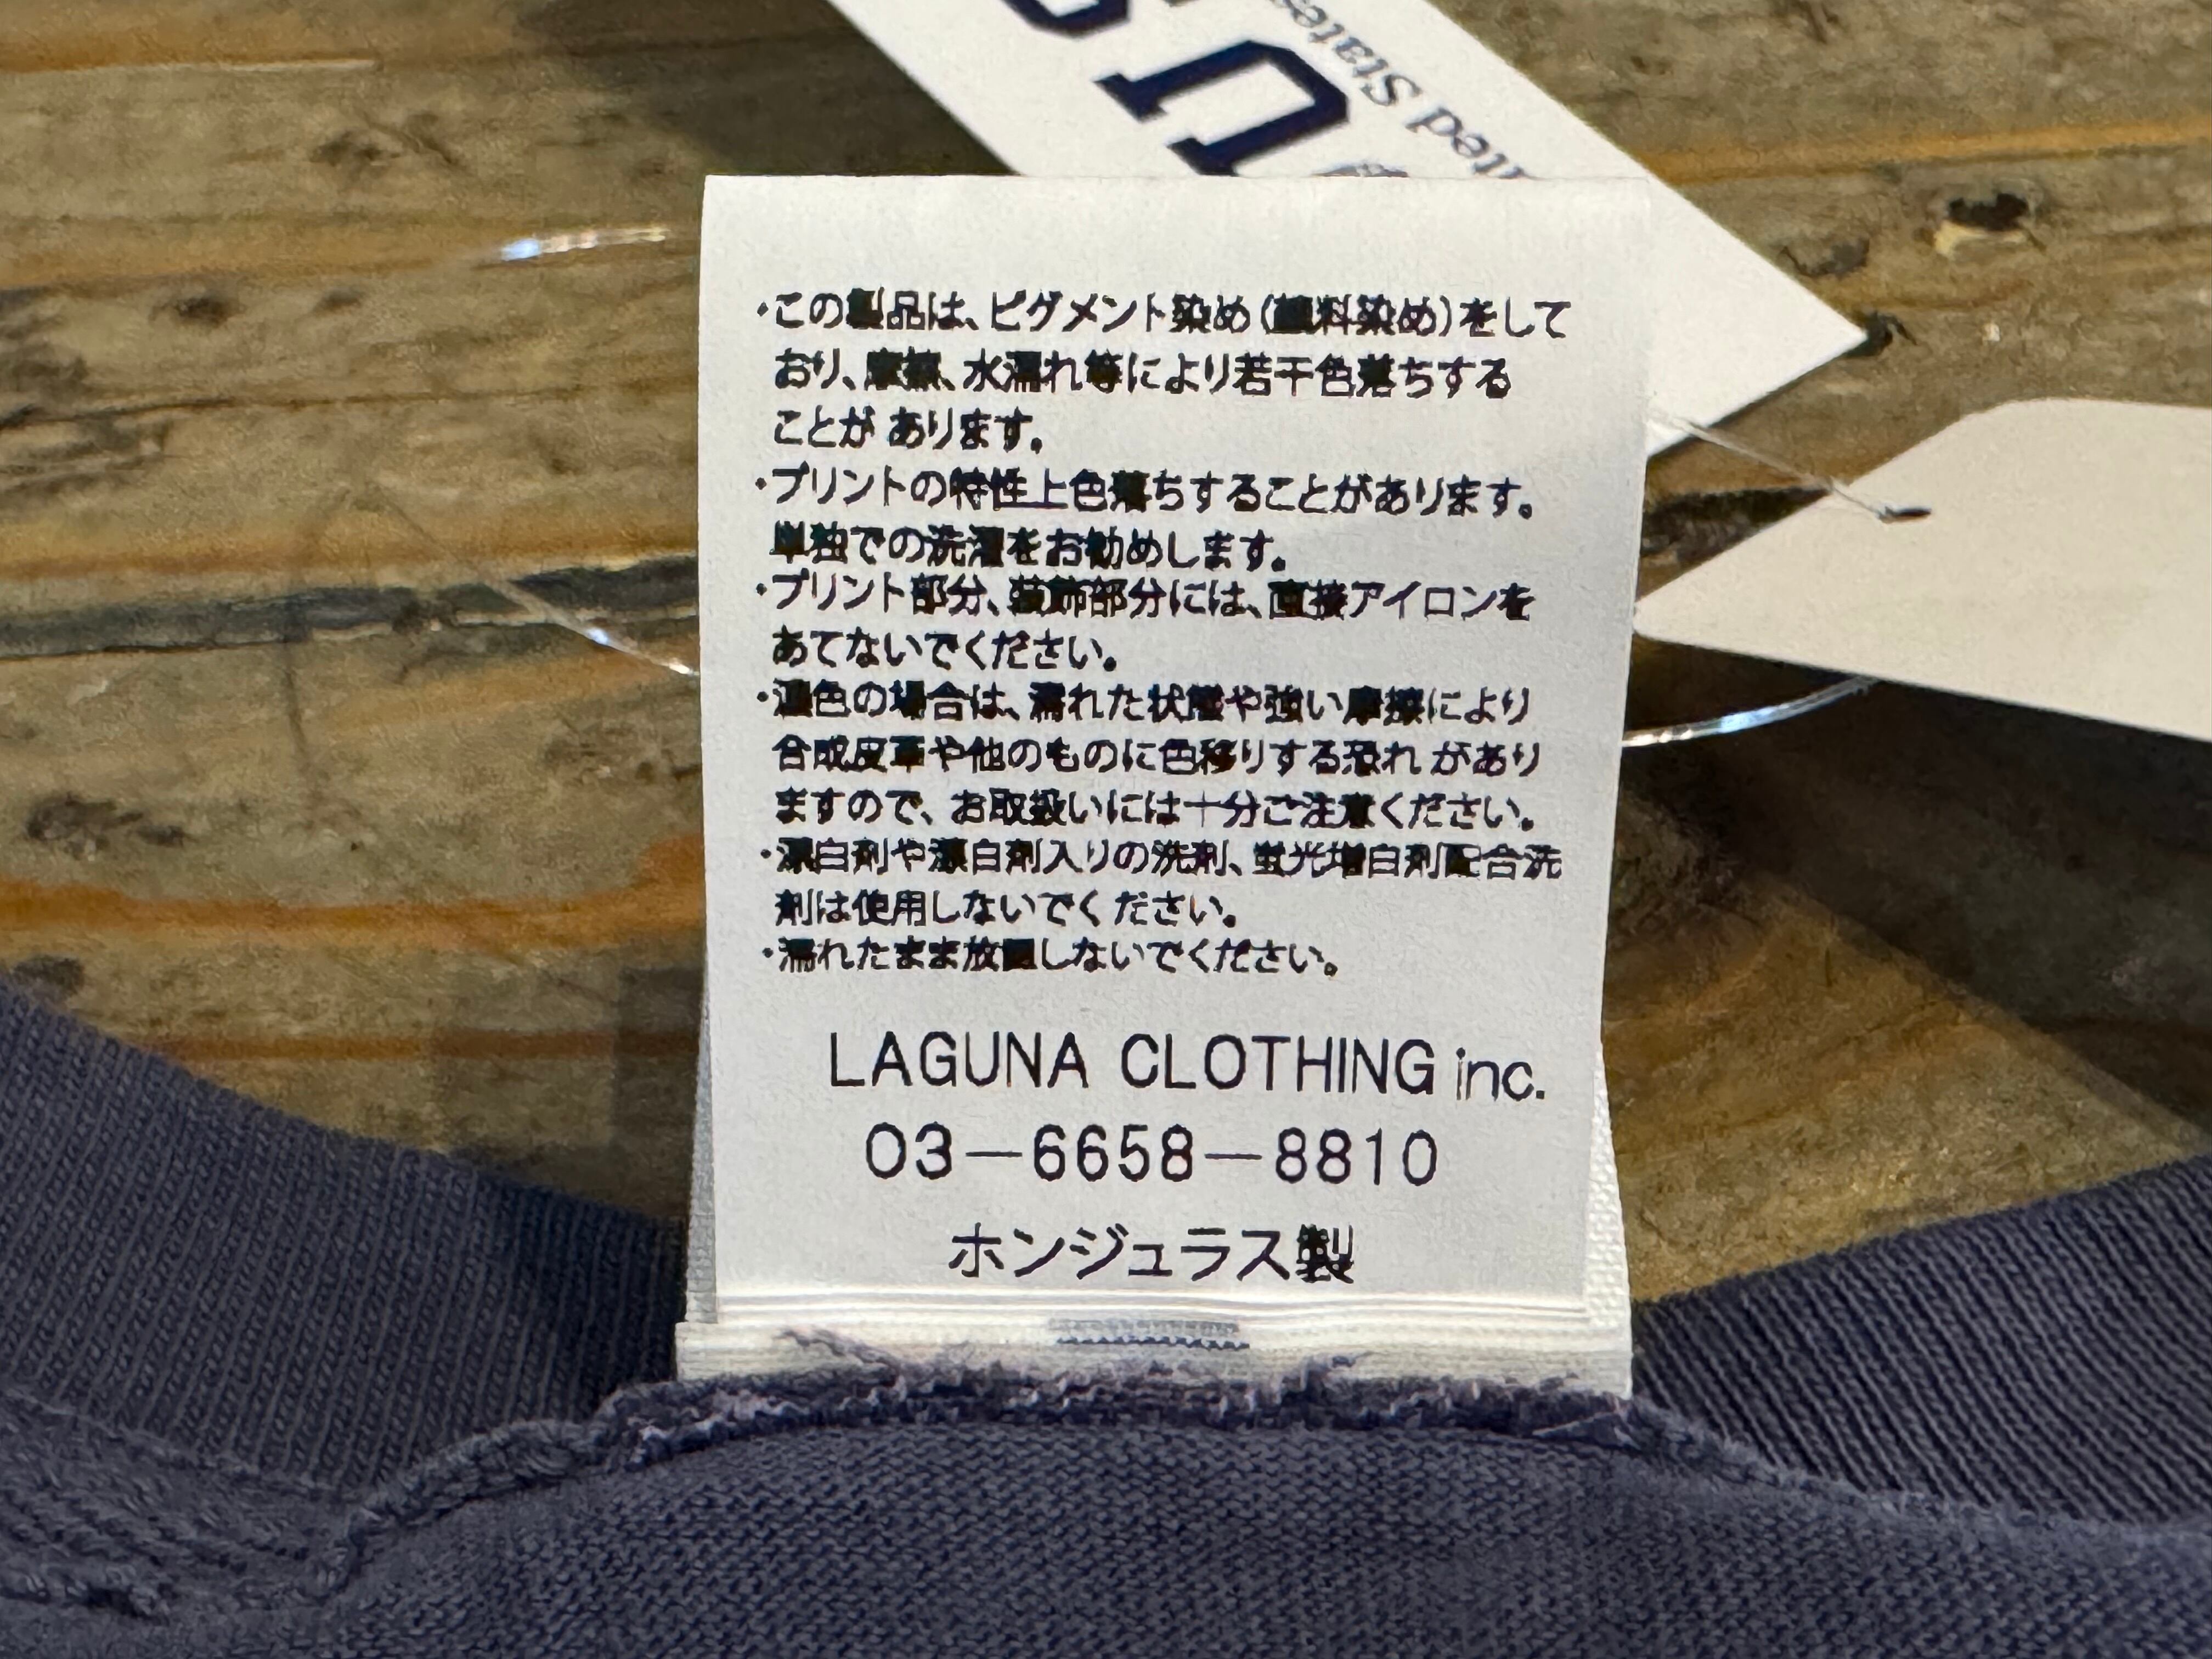 United States
・この製品は、ピグメント染め(顔料染め)をして
おり、摩擦、水濡れ等により若干色落ちする
ことが あります。
・プリントの特性上色落ちすることがあります。
単独での洗濯をお勧めします。
・プリント部分、装飾部分には、直接アイロンを
あてないでください。
・濃色の場合は、濡れた状態や強い摩擦により
合成皮革や他のものに色移りする恐れ があり
ますので、お取扱いには十分ご注意ください。
・漂白剤や漂白剤入りの洗剤、蛍光増白剤配合洗
剤は使用しないでく ださい。
・濡れたまま放置しないでください。
LAGUNA CLOTHING inc.
03-6658-8810
ホンジュラス製